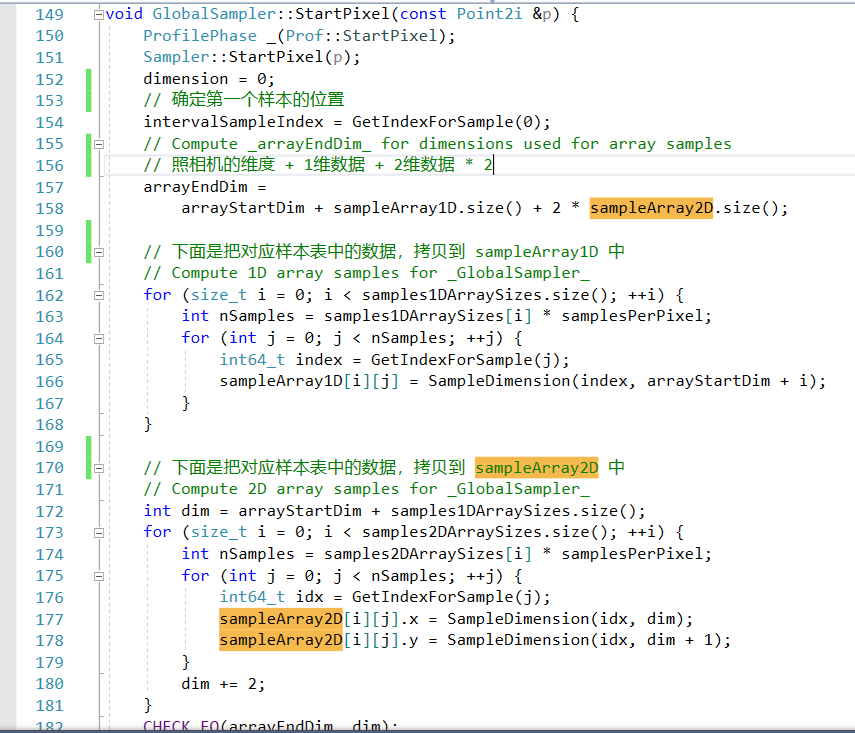 149 void GlobalSampler::StartPixel(const Point2i &p) {
150 ProfilePhase _(Prof::StartPixel);
151 Sampler::StartPixel(p);
152 dimension = 0;
153 // 确定第一个样本的位置
154 intervalSampleIndex = GetIndexForSample(0);
155 // Compute _arrayEndDim_ for dimensions used for array samples
156 // 照相机的维度 + 1维数据 + 2维数据 * 2
157 arrayEndDim =
158 arrayStartDim + sampleArray1D.size() + 2 * sampleArray2D.size();
159
160 // 下面是把对应样本表中的数据，拷贝到 sampleArray1D 中
161 // Compute 1D array samples for _GlobalSampler_
162 for (size_t i = 0; i < samples1DArraySizes.size(); ++i) {
163 int nSamples = samples1DArraySizes[i] * samplesPerPixel;
164 for (int j = 0; j < nSamples; ++j) {
165 int64_t index = GetIndexForSample(j);
166 sampleArray1D[i][j] = SampleDimension(index, arrayStartDim + i);
167 }
168 }
169
170 // 下面是把对应样本表中的数据，拷贝到 sampleArray2D 中
171 // Compute 2D array samples for _GlobalSampler_
172 int dim = arrayStartDim + samples1DArraySizes.size();
173 for (size_t i = 0; i < samples2DArraySizes.size(); ++i) {
174 int nSamples = samples2DArraySizes[i] * samplesPerPixel;
175 for (int j = 0; j < nSamples; ++j) {
176 int64_t idx = GetIndexForSample(j);
177 sampleArray2D[i][j].x = SampleDimension(idx, dim);
178 sampleArray2D[i][j].y = SampleDimension(idx, dim + 1);
179 }
180 dim += 2;
181 }
182 CHECK_EQ(arrayEndDim, dim);